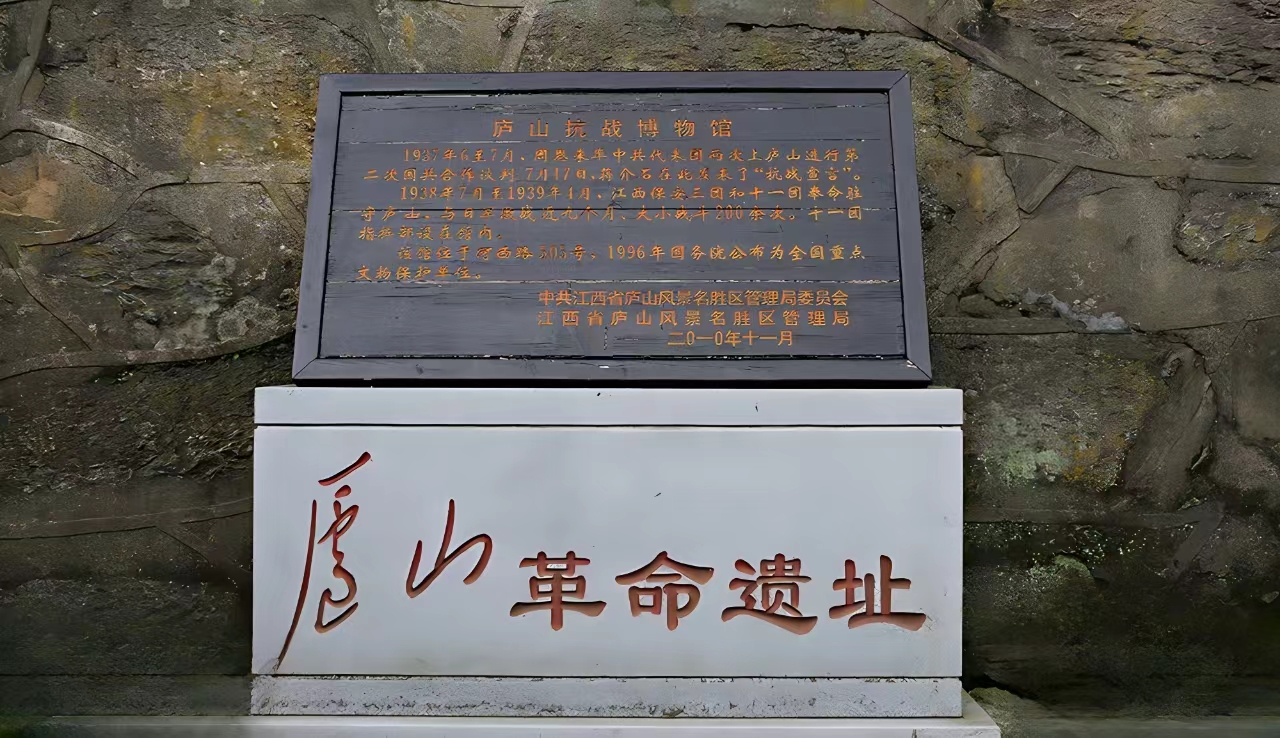 庐山抗战博物馆
1937年6至7月、周恩来率中共代表团两次上庐山进行第
二次国共合作谈判.7月17日,蒋介石在此发表了“抗战宣言”。
1938年7月至1939年4月、江西保安三团和十一团奉命驻
守庐山、与日军激战近九个月、大小战斗200余次。十一团
指挥部设在馆内。
该馆位于河西路505号、1996年国务院公布为全国重点
文物保护单位。
中共江西省庐山风景名胜区管理局委员会
江西省庐山风景名胜区管理局
二〇一〇年十一月
庐山革命遗址